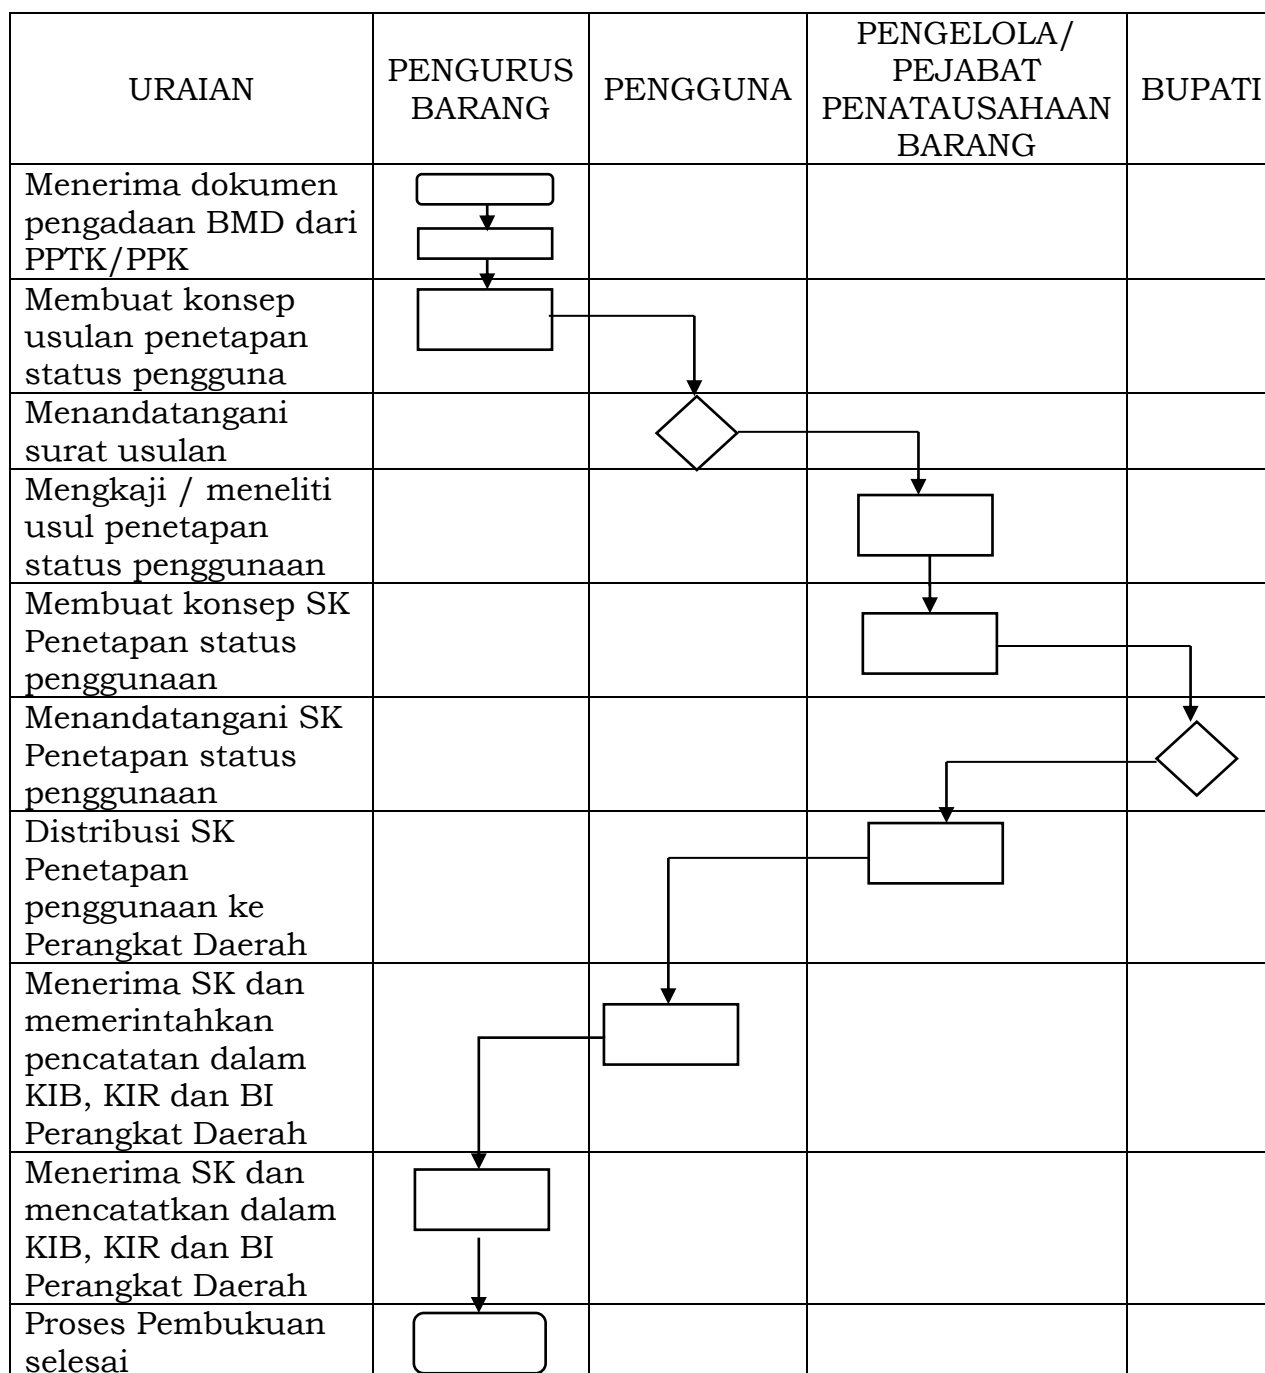 URAIAN
PENGURUS
BARANG
PENGGUNA
PENGELOLA/
PEJABAT
PENATAUSAHAAN
BARANG
BUPATI
Menerima dokumen
pengadaan BMD dari
PPTK/PPK
Membuat konsep
usulan penetapan
status pengguna
Menandatangani
surat usulan
Mengkaji / meneliti
usul penetapan
status penggunaan
Membuat konsep SK
Penetapan status
penggunaan
Menandatangani SK
Penetapan status
penggunaan
Distribusi SK
Penetapan
penggunaan ke
Perangkat Daerah
Menerima SK dan
memerintahkan
pencatatan dalam
KIB, KIR dan BI
Perangkat Daerah
Menerima SK dan
mencatatkan dalam
KIB, KIR dan BI
Perangkat Daerah
Proses Pembukuan
selesai